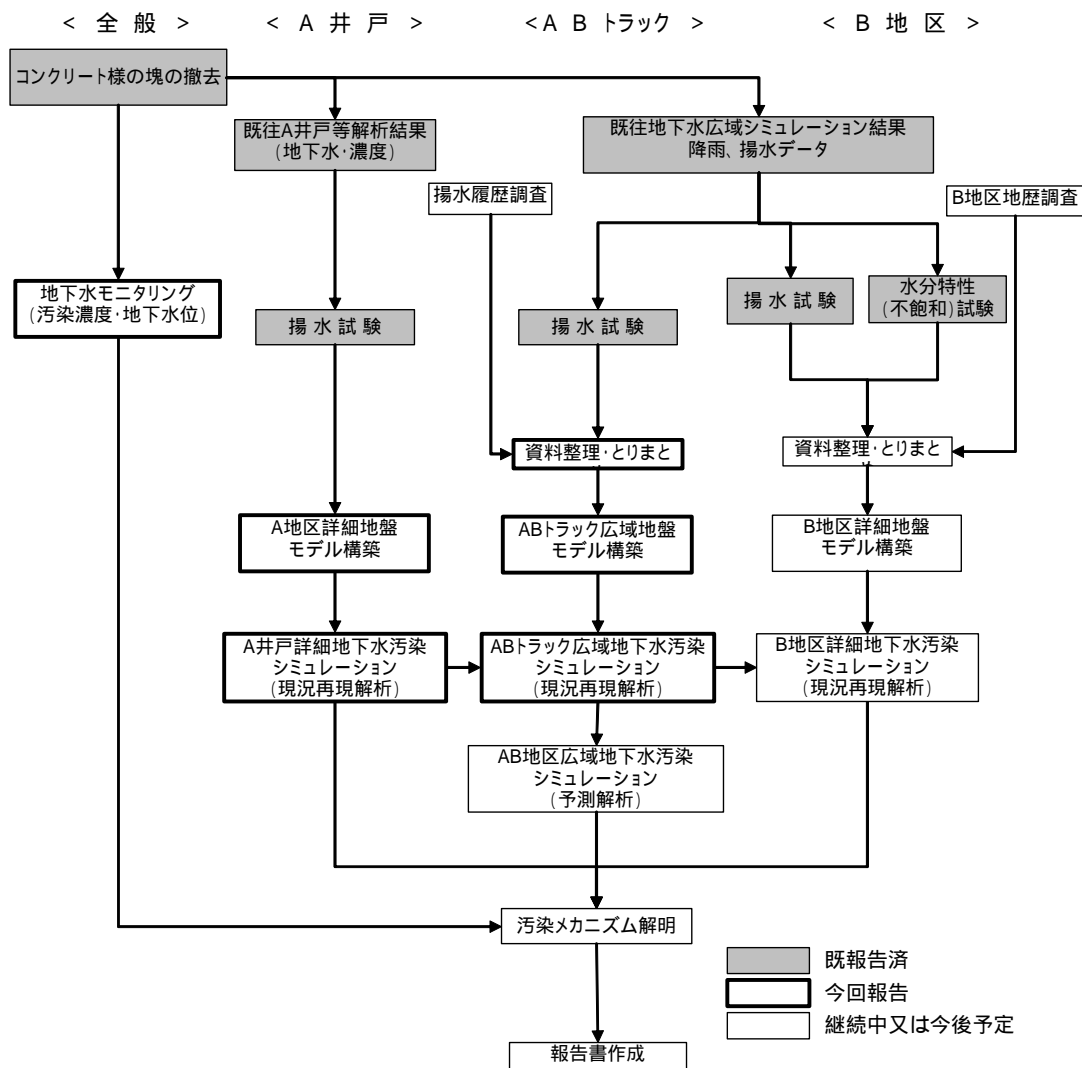 < 全 般 >
< A 井 戸 >
< A B トラック >
< B 地 区 >
コンクリート様の塊の撤去
既往A井戸等解析結果
(地下水・濃度)
既往地下水広域シミュレーション結果
降雨、揚水データ
揚水履歴調査
B地区地歴調査
地下水モニタリング
(汚染濃度・地下水位)
揚 水 試 験
揚 水 試 験
揚 水 試 験
水分特性
(不飽和)試験
資料整理・とりまと
資料整理・とりまと
A地区詳細地盤
モデル構築
ABトラック広域地盤
モデル構築
B地区詳細地盤
モデル構築
A井戸詳細地下水汚染
シミュレーション
(現況再現解析)
ABトラック広域地下水汚染
シミュレーション
(現況再現解析)
B地区詳細地下水汚染
シミュレーション
(現況再現解析)
AB地区広域地下水汚染
シミュレーション
(予測解析)
汚染メカニズム解明
報告書作成
既報告済
今回報告
継続中又は今後予定